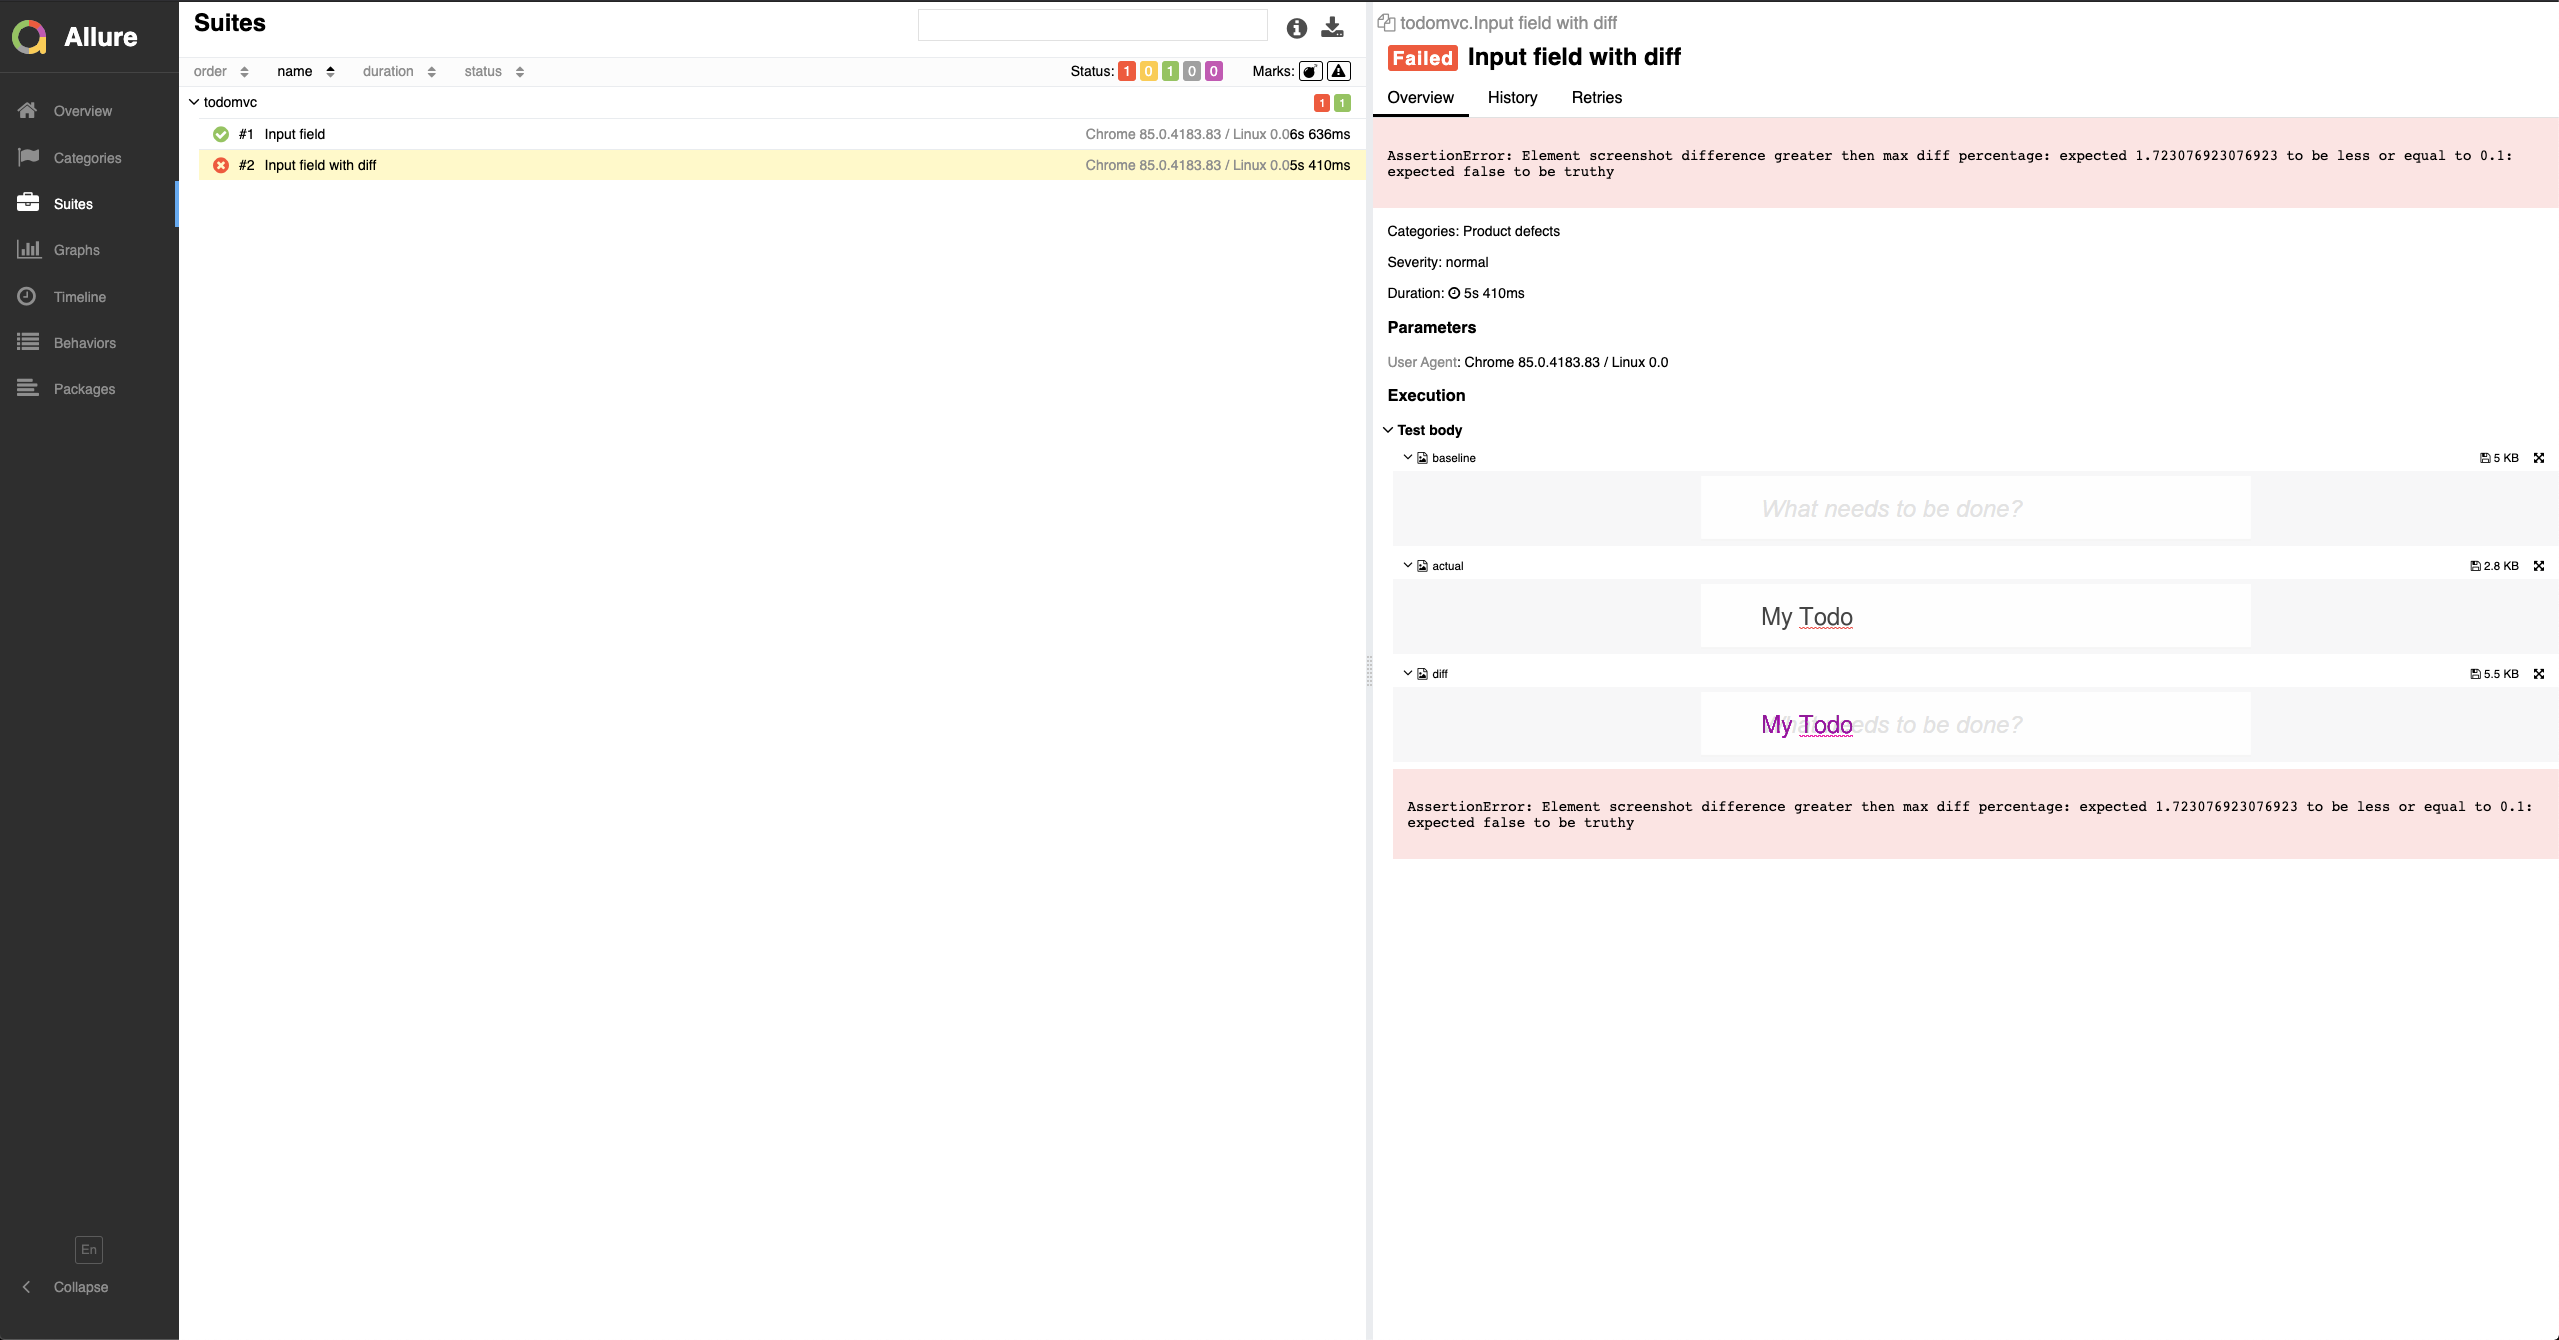 Allure
Overview
Categories
Suites
Graphs
Timeline
Behaviors
Packages
En
Collapse
Suites
order name duration status Status: 1 0 1 0 0 Marks:
todomvc 1 1
#1 Input field Chrome 85.0.4183.83 / Linux 0.0 6s 636ms
#2 Input field with diff Chrome 85.0.4183.83 / Linux 0.0 5s 410ms
todomvc.Input field with diff
Failed Input field with diff
Overview History Retries
AssertionError: Element screenshot difference greater then max diff percentage: expected 1.723076923076923 to be less or equal to 0.1:
expected false to be truthy
Categories: Product defects
Severity: normal
Duration: 5s 410ms
Parameters
User Agent: Chrome 85.0.4183.83 / Linux 0.0
Execution
Test body
baseline 5 KB
What needs to be done?
actual 2.8 KB
My Todo
diff 5.5 KB
My Todo eds to be done?
AssertionError: Element screenshot difference greater then max diff percentage: expected 1.723076923076923 to be less or equal to 0.1:
expected false to be truthy